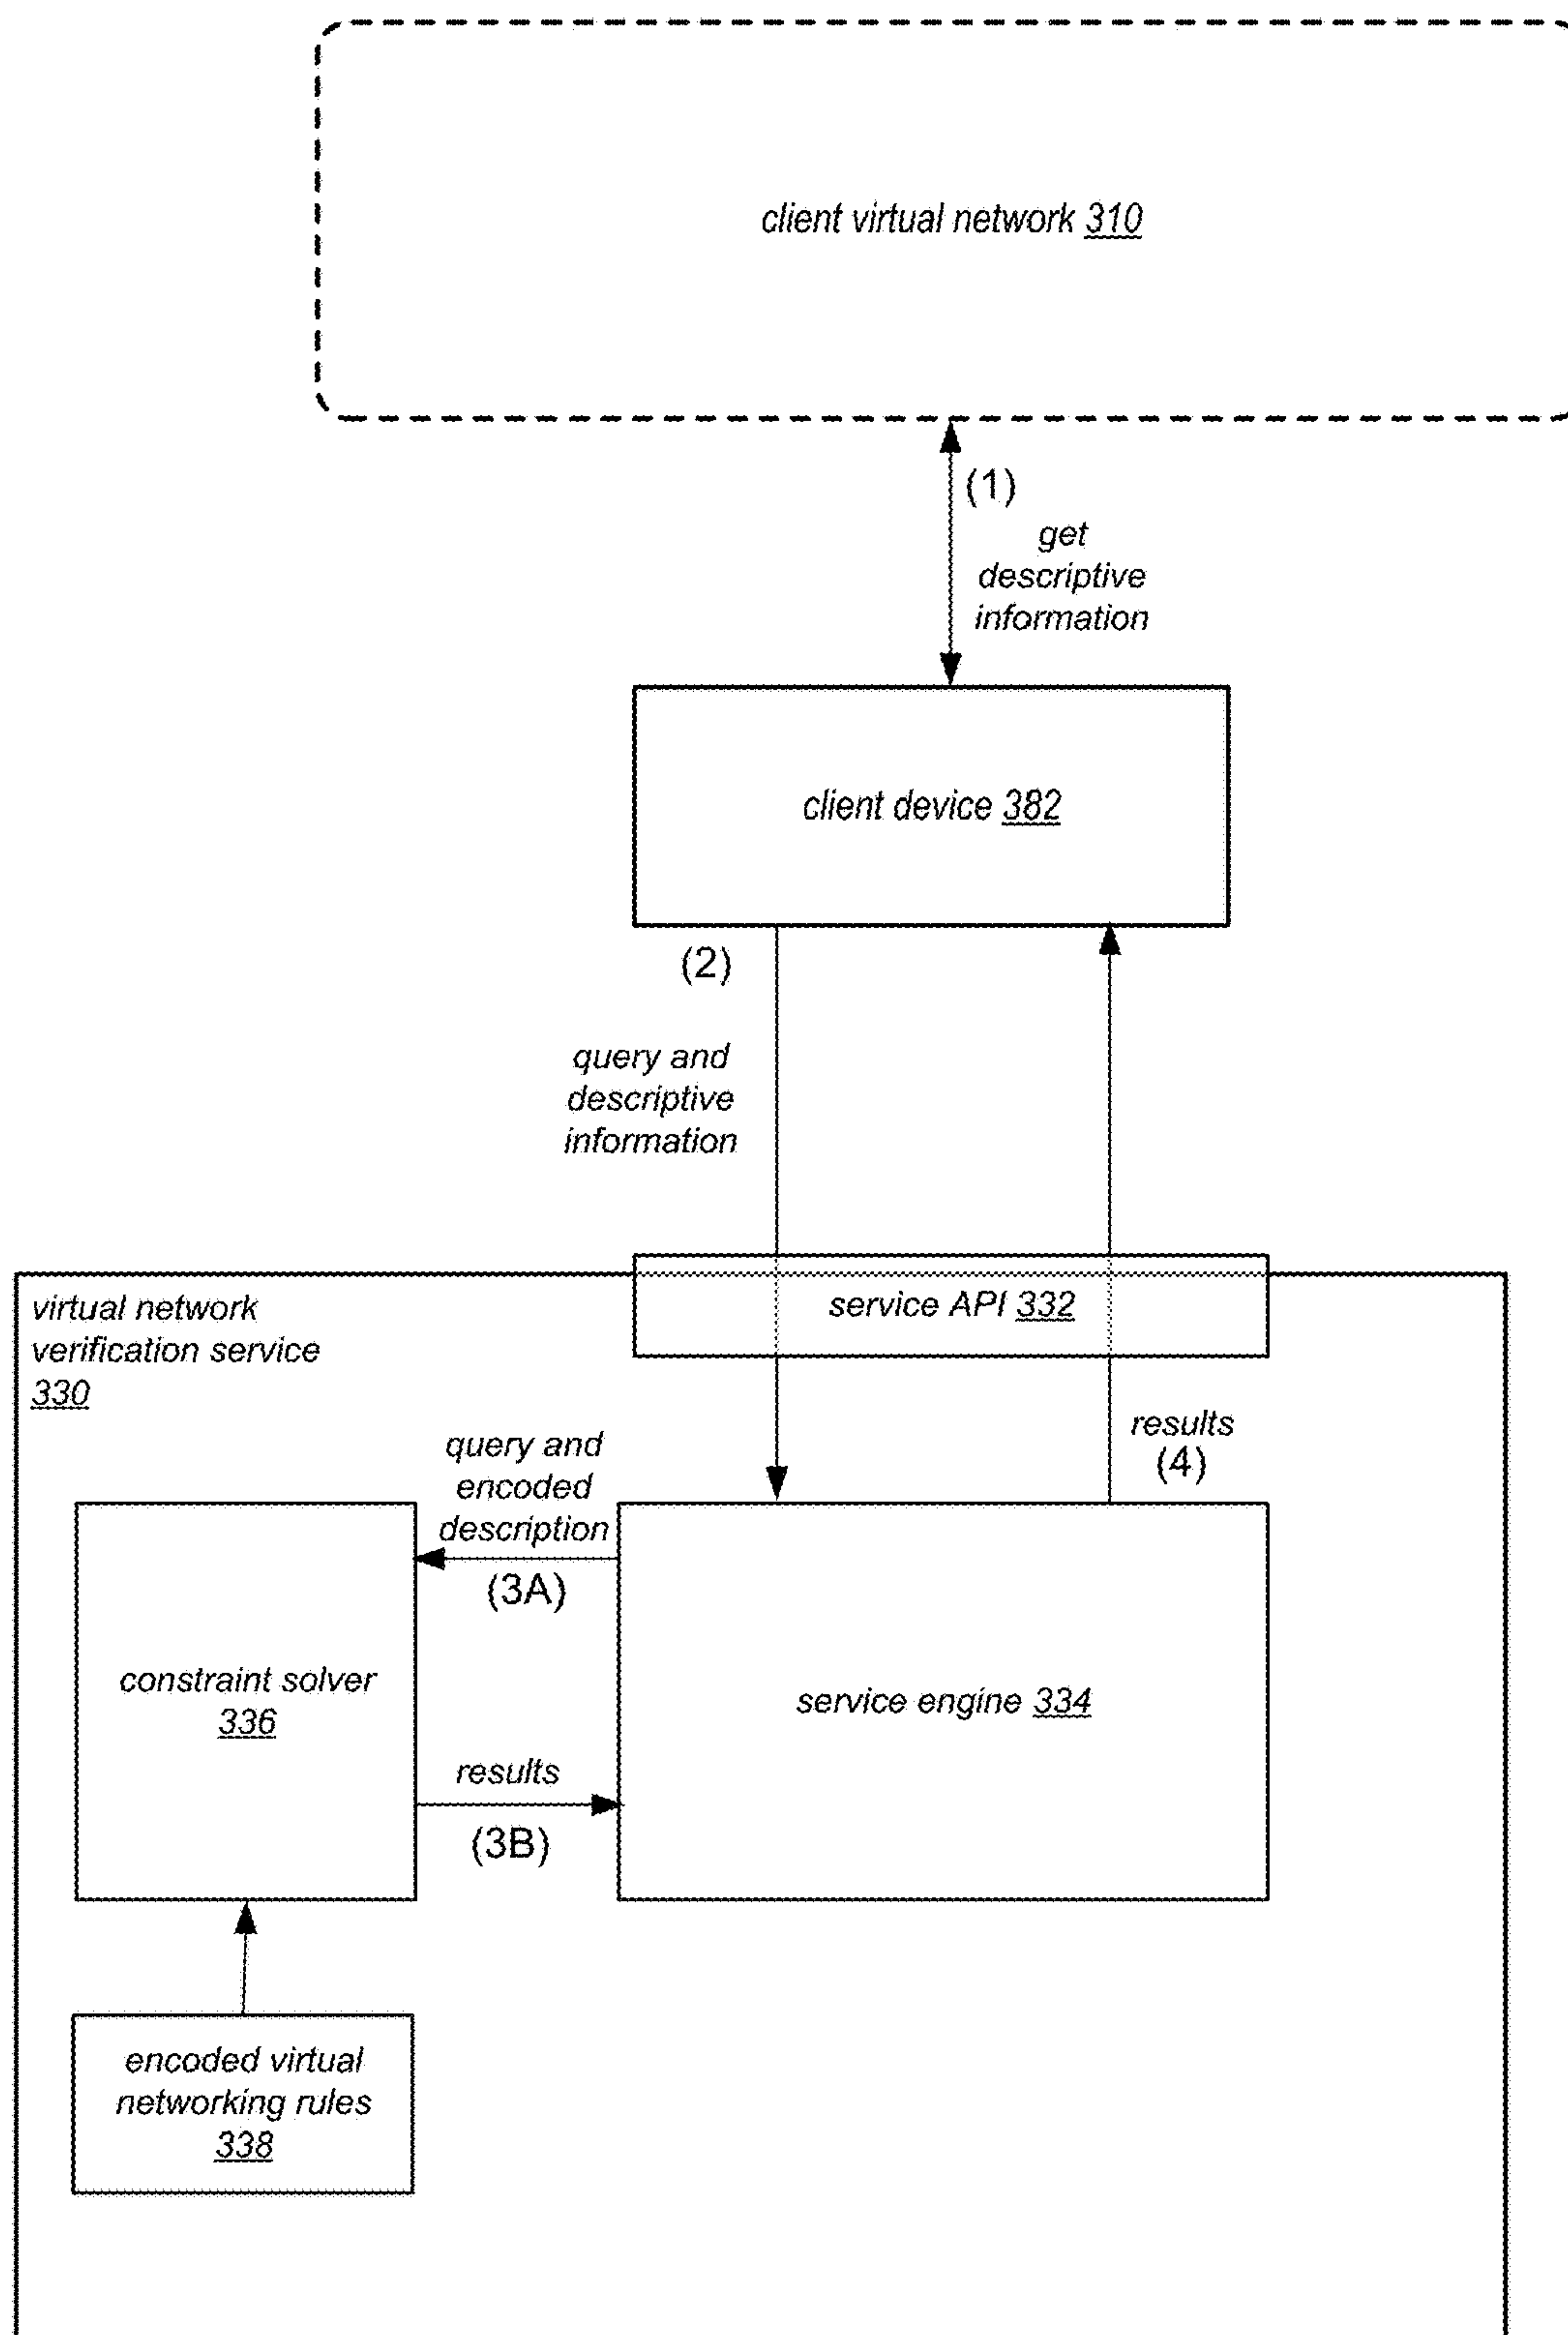 client virtual network 310
(1)
get
descriptive
information
client device 382
(2)
query and
descriptive
information
service API 332
virtual network
verification service
330
results
(4)
query and
encoded
description
(3A)
constraint solver
336
service engine 334
results
(3B)
encoded virtual
networking rules
338